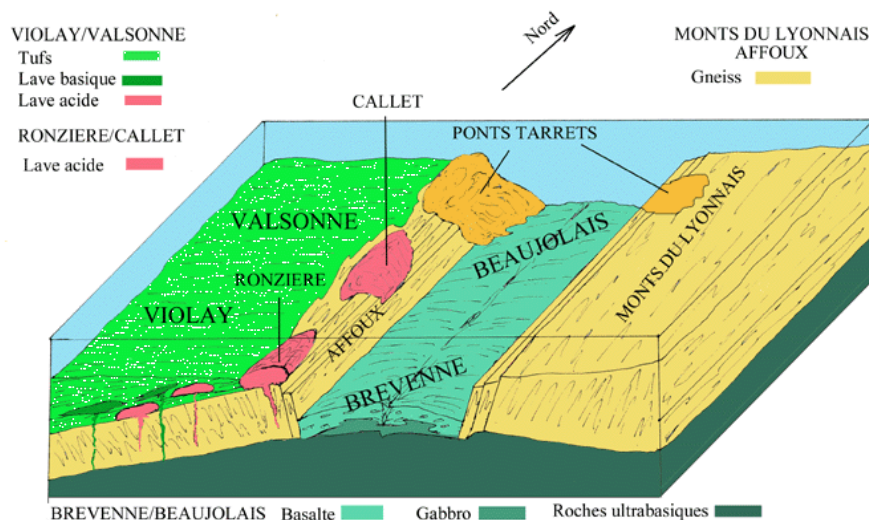 VIOLAY/VALSONNE
Tufs
Lave basique
Lave acide
RONZIERE/CALLET
Lave acide
Nord
MONTS DU LYONNAIS
AFFOUX
Gneiss
CALLET
PONTS TARRETS
VALSONNE
RONZIERE
VIOLAY
AFFOUX
BEAUJOLAIS
BREVENNE
MONTS DU LYONNAIS
BREVENNE/BEAUJOLAIS Basalte Gabbro Roches ultrabasiques